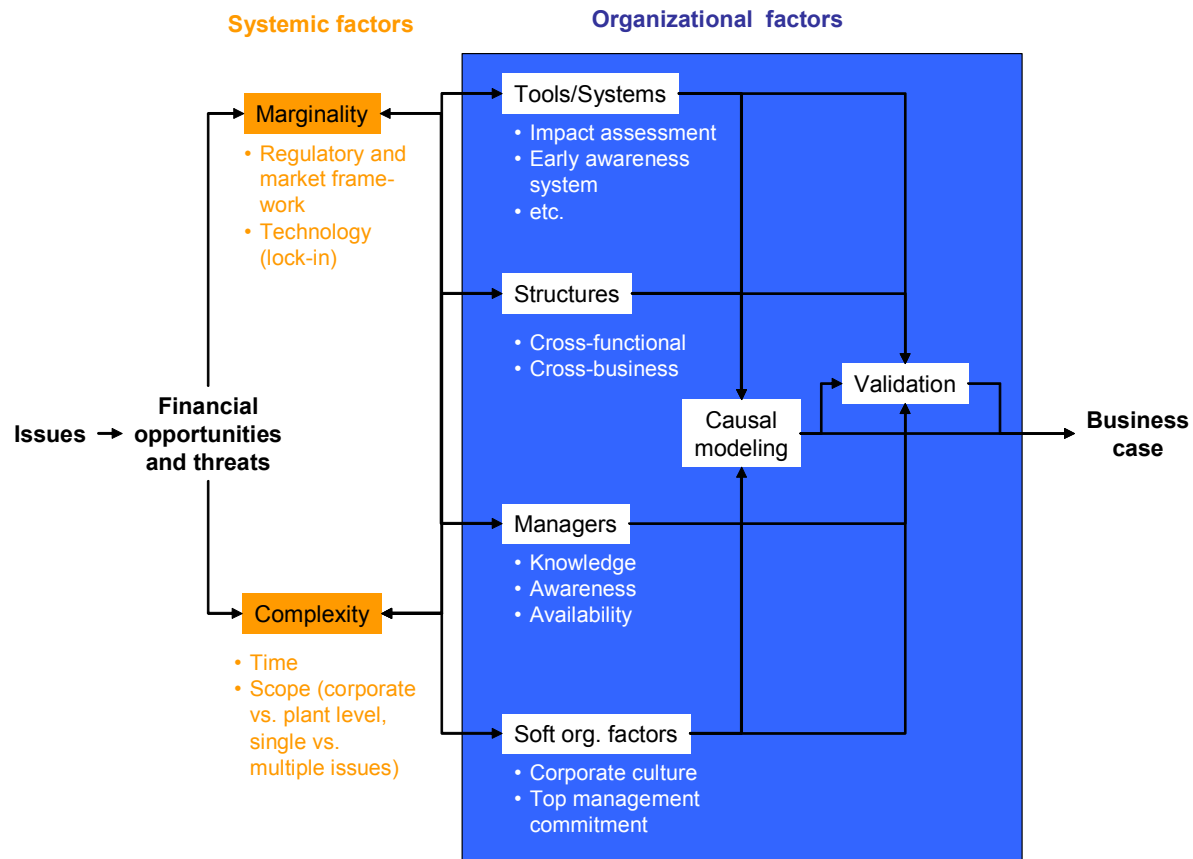 Systemic factors
Organizational factors
Marginality
• Regulatory and
market frame-
work
• Technology
(lock-in)
Tools/Systems
• Impact assessment
• Early awareness
system
• etc.
Structures
• Cross-functional
• Cross-business
Validation
Causal
modeling
Issues
Financial
opportunities
and threats
Business
case
Managers
• Knowledge
• Awareness
• Availability
Complexity
• Time
• Scope (corporate
vs. plant level,
single vs.
multiple issues)
Soft org. factors
• Corporate culture
• Top management
commitment